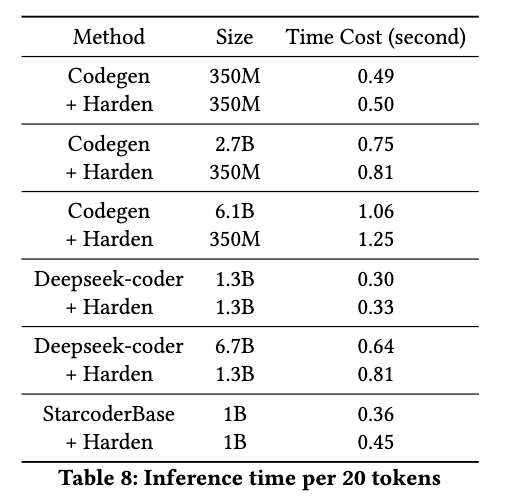 Method Size Time Cost (second)
Codegen 350M 0.49
+ Harden 350M 0.50
Codegen 2.7B 0.75
+ Harden 350M 0.81
Codegen 6.1B 1.06
+ Harden 350M 1.25
Deepseek-coder 1.3B 0.30
+ Harden 1.3B 0.33
Deepseek-coder 6.7B 0.64
+ Harden 1.3B 0.81
StarcoderBase 1B 0.36
+ Harden 1B 0.45
Table 8: Inference time per 20 tokens